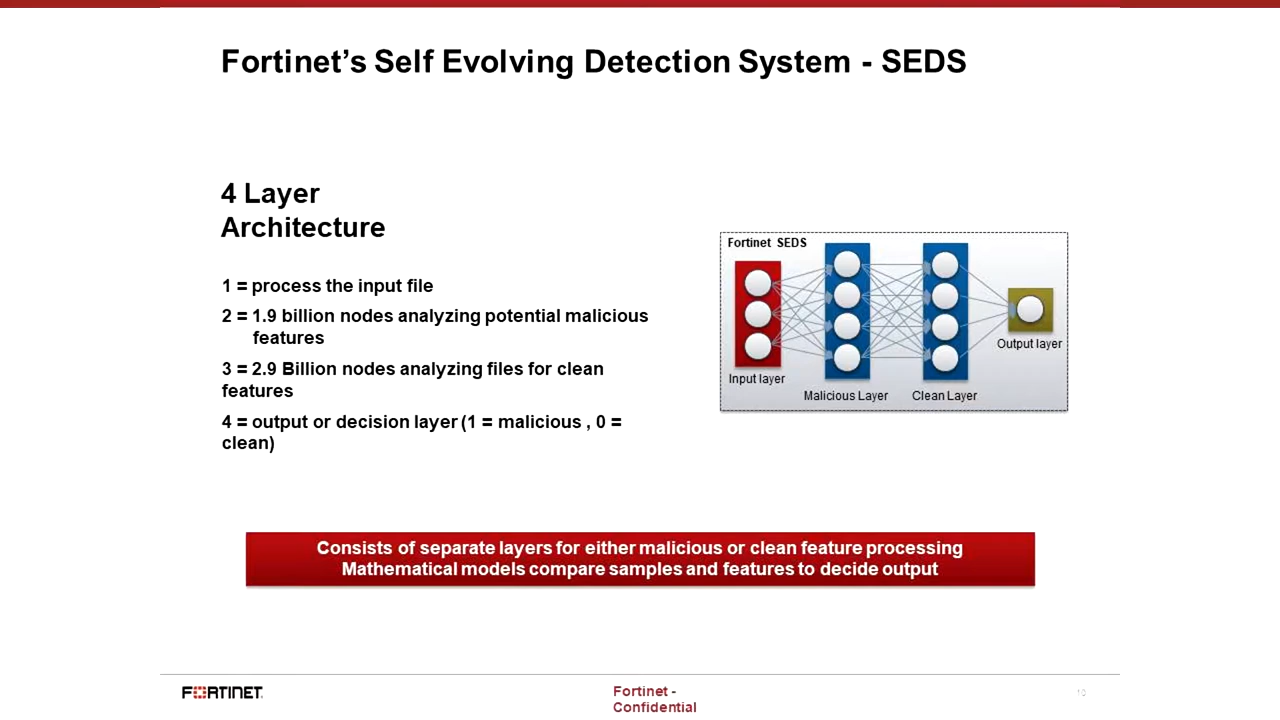 Fortinet’s Self Evolving Detection System - SEDS
4 Layer
Architecture
1 = process the input file
2 = 1.9 billion nodes analyzing potential malicious
features
3 = 2.9 Billion nodes analyzing files for clean
features
4 = output or decision layer (1 = malicious , 0 =
clean)
Fortinet SEDS
Input layer
Malicious Layer
Clean Layer
Output layer
Consists of separate layers for either malicious or clean feature processing
Mathematical models compare samples and features to decide output
FORTINET
Fortinet -
Confidential